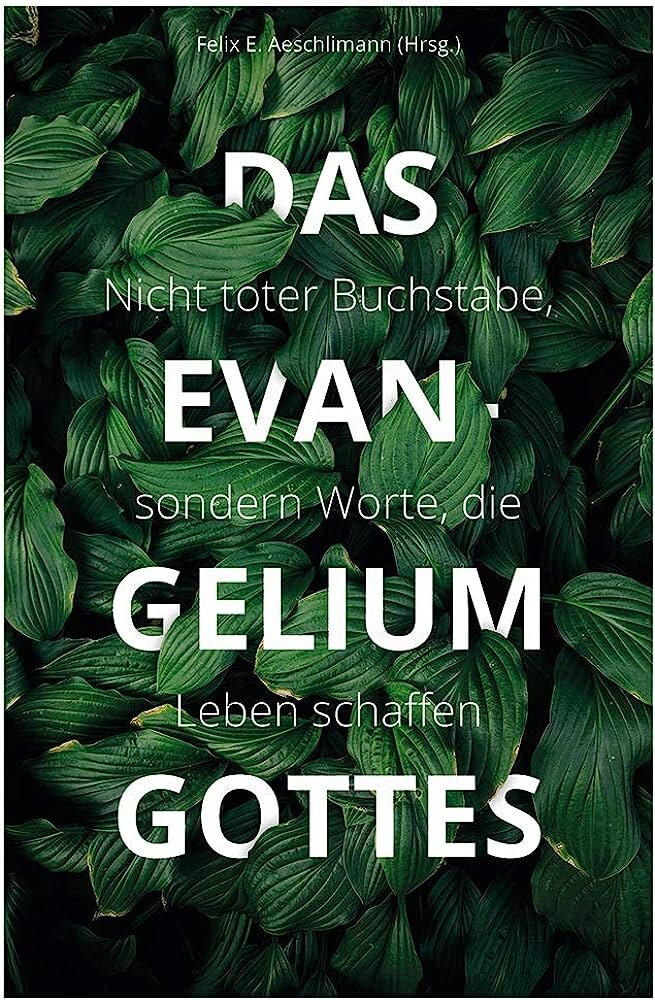 Felix E. Aeschlimann (Hrsg.)
DAS
Nicht toter Buchstabe,
EVAN-
sondern Worte, die
GELIUM
Leben schaffen
GOTTES